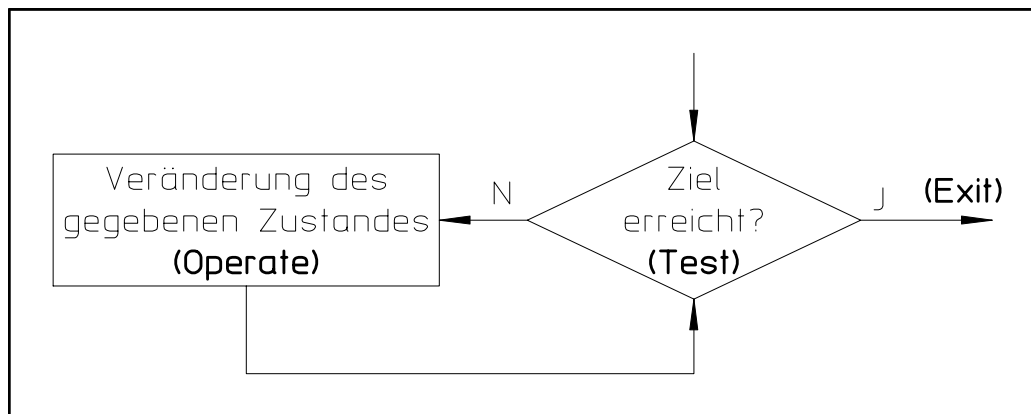 Veränderung des
gegebenen Zustandes
(Operate)
N
Ziel
erreicht?
(Test)
J
(Exit)